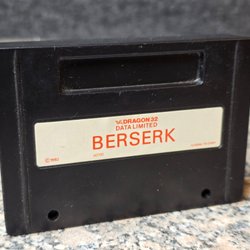 DRAGON 32
DATA LIMITED
BERSERK
© 1982